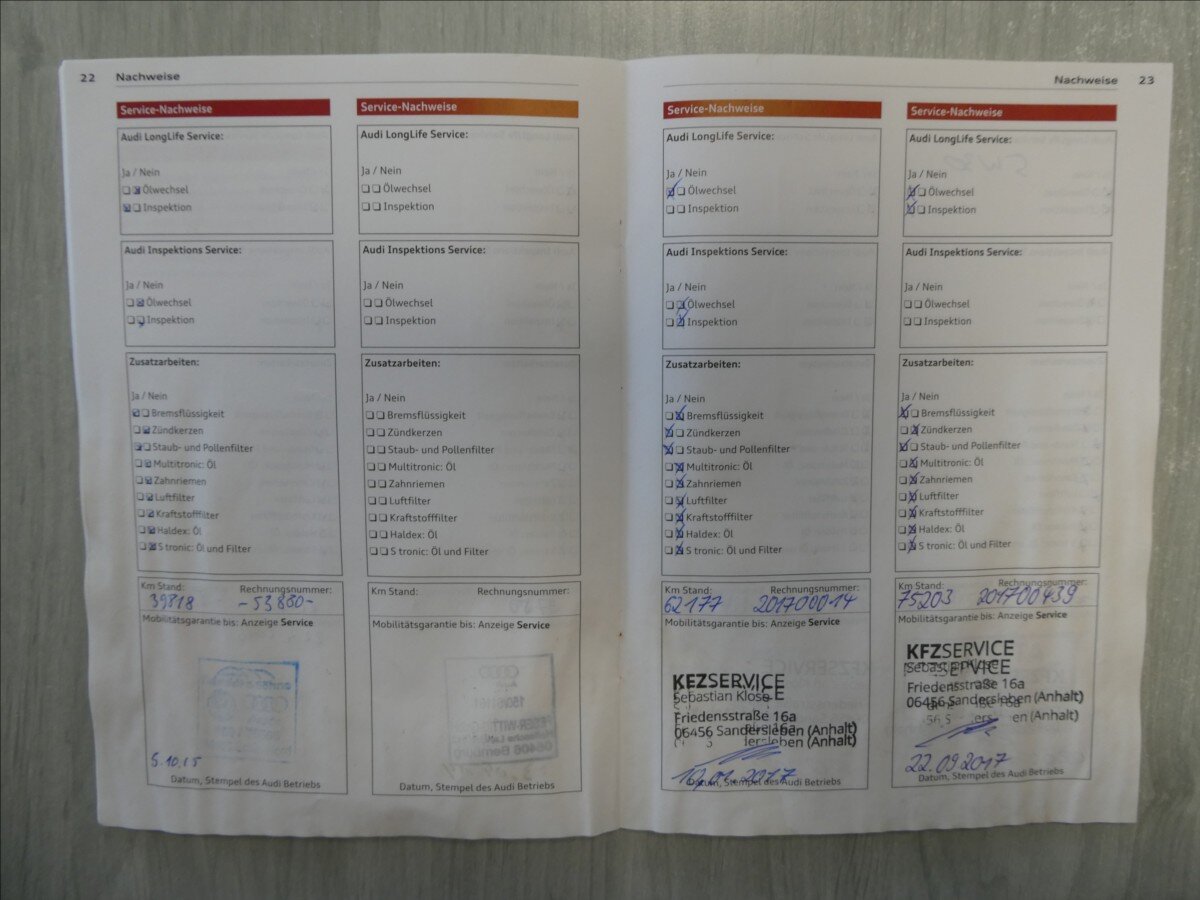 22 Nachweise
Service-Nachweise
Audi LongLife Service:
Ja / Nein
Ölwechsel
Inspektion
Audi Inspektions Service:
Ja / Nein
Ölwechsel
Inspektion
Zusatzarbeiten:
Ja / Nein
Bremsflüssigkeit
Zündkerzen
Staub- und Pollenfilter
Multitronic: Öl
Zahnriemen
Luftfilter
Kraftstofffilter
Haldex: Öl
S tronic: Öl und Filter
Km Stand: Rechnungsnummer:
39818 -53880-
Mobilitätsgarantie bis: Anzeige Service
5.10.15
Datum, Stempel des Audi Betriebs
Service-Nachweise
Audi LongLife Service:
Ja / Nein
Ölwechsel
Inspektion
Audi Inspektions Service:
Ja / Nein
Ölwechsel
Inspektion
Zusatzarbeiten:
Ja / Nein
Bremsflüssigkeit
Zündkerzen
Staub- und Pollenfilter
Multitronic: Öl
Zahnriemen
Luftfilter
Kraftstofffilter
Haldex: Öl
S tronic: Öl und Filter
Km Stand: Rechnungsnummer:
Mobilitätsgarantie bis: Anzeige Service
Datum, Stempel des Audi Betriebs
Nachweise 23
Service-Nachweise
Audi LongLife Service:
Ja / Nein
Ölwechsel
Inspektion
Audi Inspektions Service:
Ja / Nein
Ölwechsel
Inspektion
Zusatzarbeiten:
Ja / Nein
Bremsflüssigkeit
Zündkerzen
Staub- und Pollenfilter
Multitronic: Öl
Zahnriemen
Luftfilter
Kraftstofffilter
Haldex: Öl
S tronic: Öl und Filter
Km Stand: Rechnungsnummer:
62177 201700014
Mobilitätsgarantie bis: Anzeige Service
KFZSERVICE
Sebastian Klose
Friedensstraße 16a
06456 Sandersleben (Anhalt)
10.01.2017
Datum, Stempel des Audi Betriebs
Service-Nachweise
Audi LongLife Service:
Ja / Nein
Ölwechsel
Inspektion
Audi Inspektions Service:
Ja / Nein
Ölwechsel
Inspektion
Zusatzarbeiten:
Ja / Nein
Bremsflüssigkeit
Zündkerzen
Staub- und Pollenfilter
Multitronic: Öl
Zahnriemen
Luftfilter
Kraftstofffilter
Haldex: Öl
S tronic: Öl und Filter
Km Stand: Rechnungsnummer:
75203 201700439
Mobilitätsgarantie bis: Anzeige Service
KFZSERVICE
Sebastian Klose
Friedensstraße 16a
06456 Sandersleben (Anhalt)
22.09.2017
Datum, Stempel des Audi Betriebs